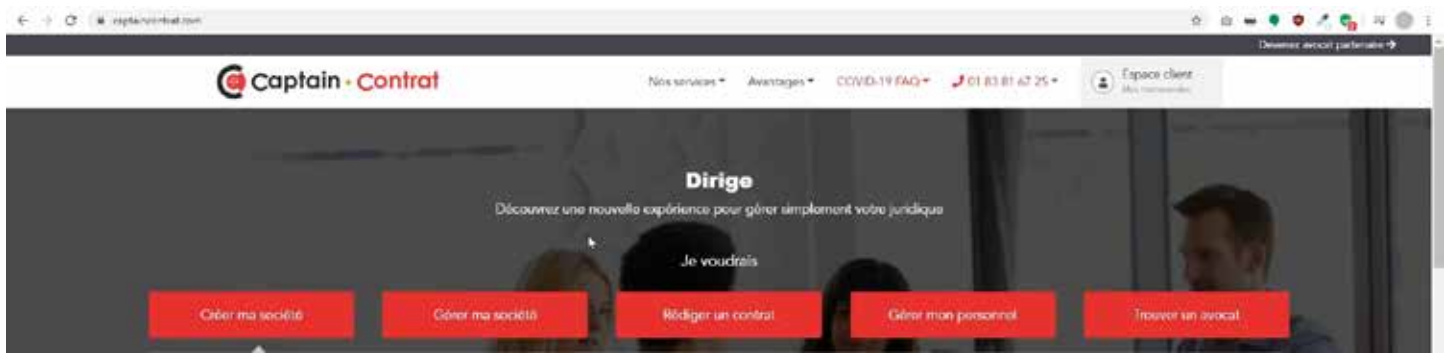 captaincontrat.com
Devenez avocat partenaire →
Captain · Contrat
Nos services
Avantages
COVID-19 FAQ
01 83 81 67 25
Espace client
Dirige
Découvrez une nouvelle expérience pour gérer simplement votre juridique
Je voudrais
Créer ma société
Gérer ma société
Rédiger un contrat
Gérer mon personnel
Trouver un avocat